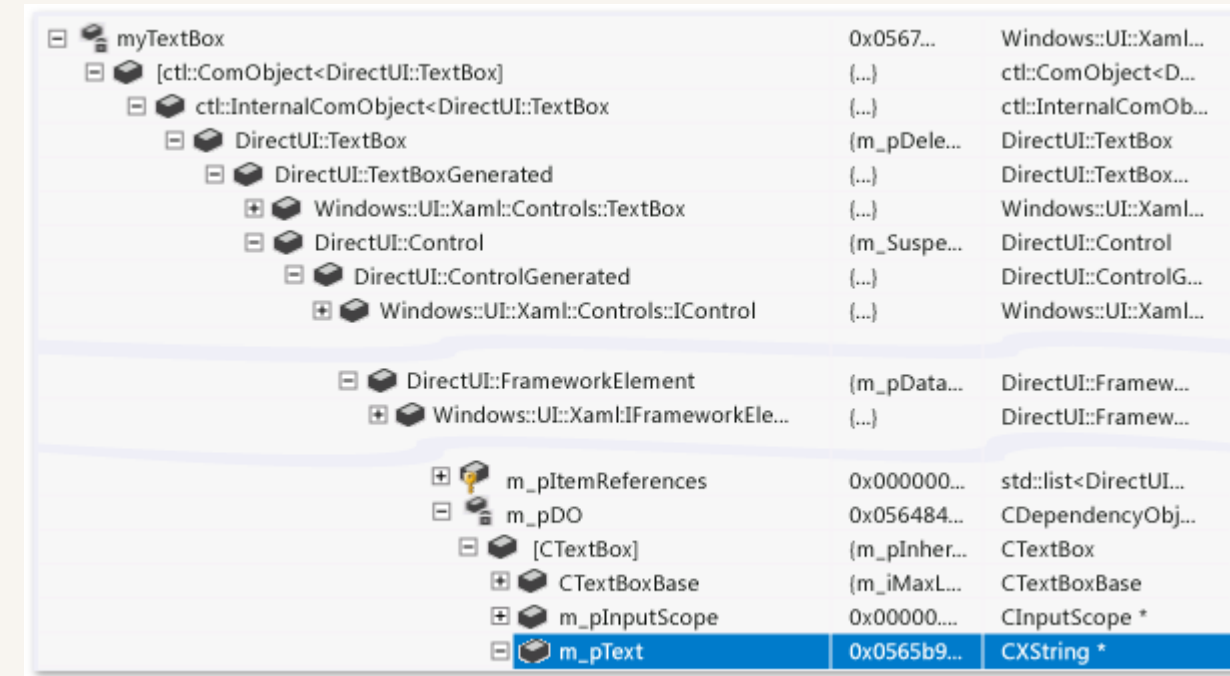 myTextBox 0x0567... Windows::UI::Xaml...
[ctl::ComObject<DirectUI::TextBox] {...} ctl::ComObject<D...
ctl::InternalComObject<DirectUI::TextBox {...} ctl::InternalComOb...
DirectUI::TextBox {m_pDele... DirectUI::TextBox
DirectUI::TextBoxGenerated {...} DirectUI::TextBox...
Windows::UI::Xaml::Controls::TextBox {...} Windows::UI::Xaml...
DirectUI::Control {m_Suspe... DirectUI::Control
DirectUI::ControlGenerated {...} DirectUI::ControlG...
Windows::UI::Xaml::Controls::IControl {...} Windows::UI::Xaml...
DirectUI::FrameworkElement {m_pData... DirectUI::Framew...
Windows::UI::Xaml:IFrameworkEle... {...} DirectUI::Framew...
m_pItemReferences 0x000000... std::list<DirectUI...
m_pDO 0x056484... CDependencyObj...
[CTextBox] {m_pInher... CTextBox
CTextBoxBase {m_iMaxL... CTextBoxBase
m_pInputScope 0x00000.... CInputScope *
m_pText 0x0565b9... CXString *